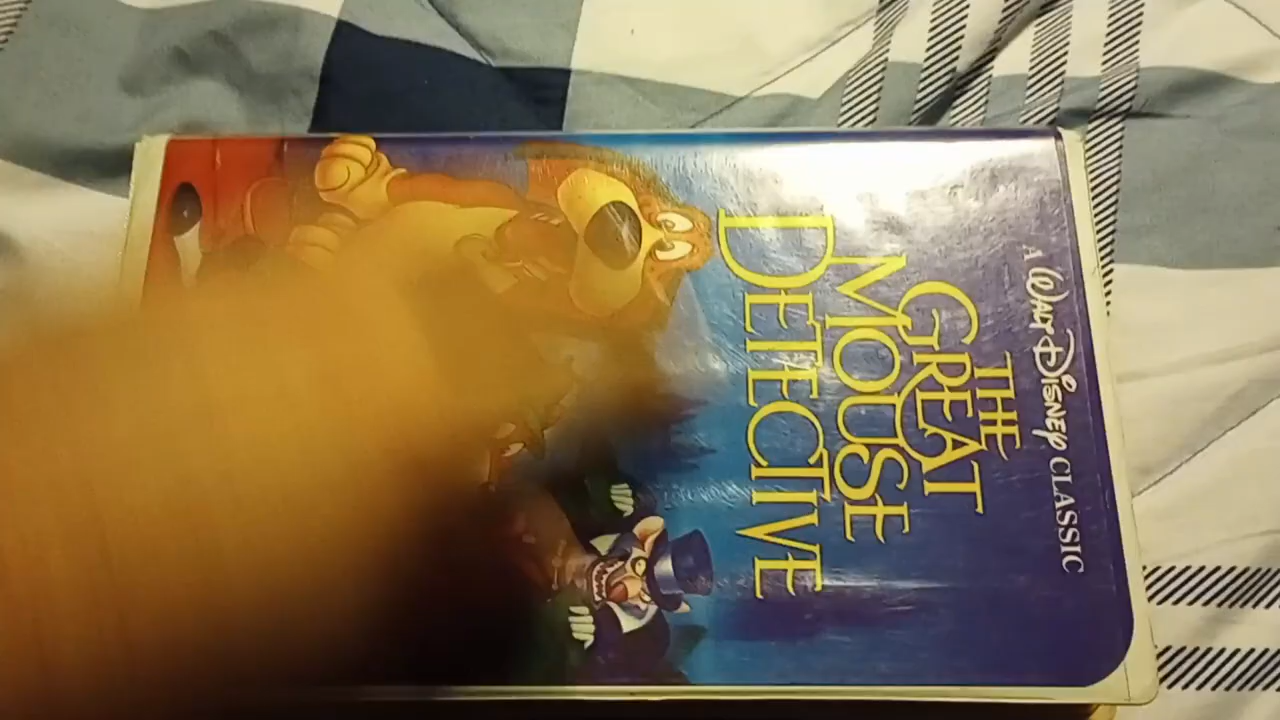 A WALT DISNEY CLASSIC
THE
GREAT
MOUSE
DETECTIVE